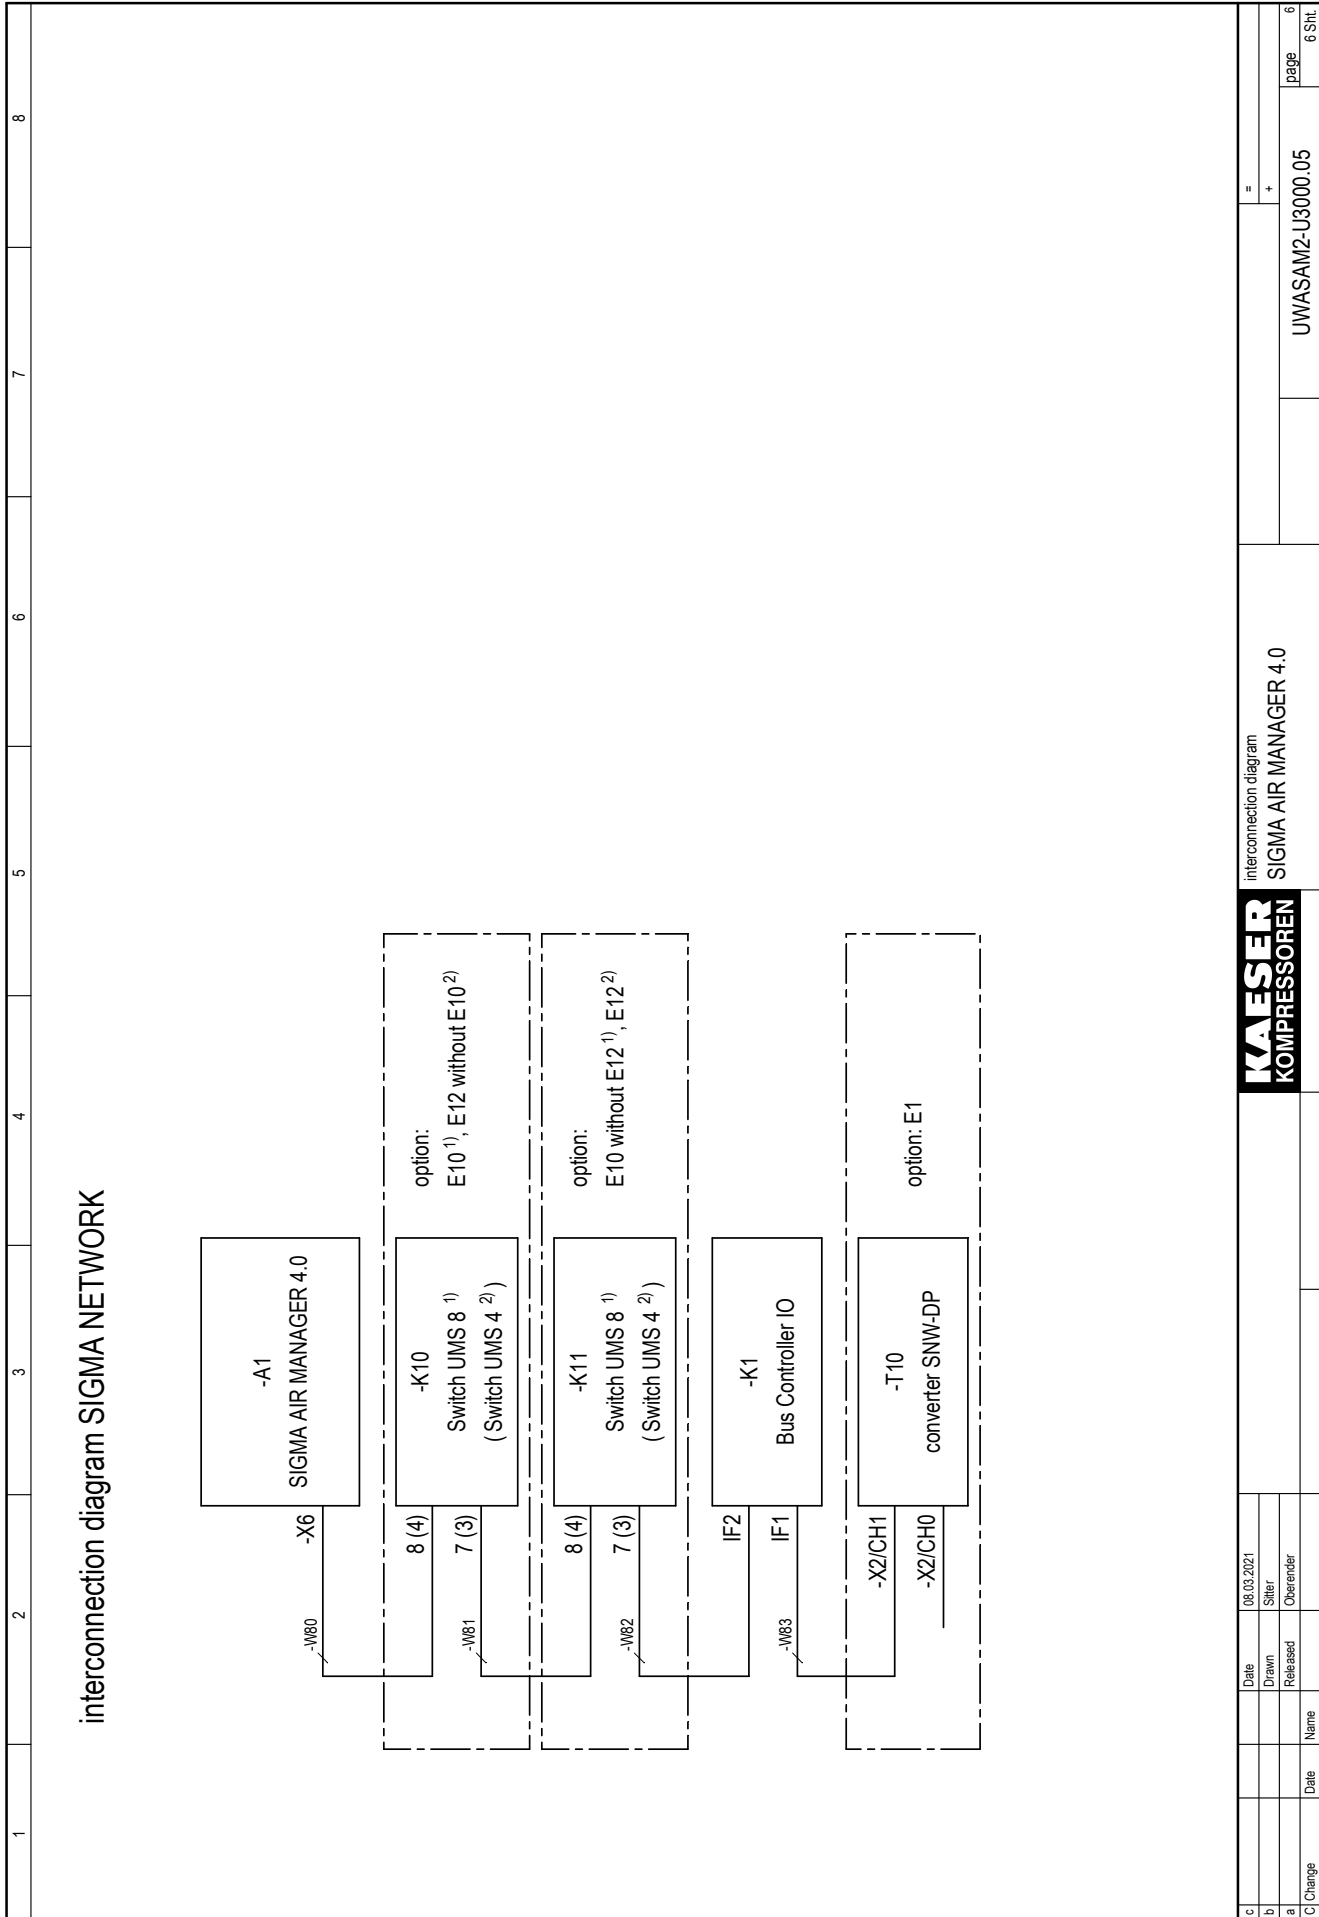 1 2 3 4 5 6 7 8
interconnection diagram SIGMA NETWORK
-A1
SIGMA AIR MANAGER 4.0
-X6
-W80
-K10
Switch UMS 8 1)
( Switch UMS 4 2) )
8 (4)
7 (3)
option:
E10 1), E12 without E10 2)
-W81
-K11
Switch UMS 8 1)
( Switch UMS 4 2) )
8 (4)
7 (3)
option:
E10 without E12 1), E12 2)
-W82
-K1
Bus Controller IO
IF2
IF1
-W83
-T10
converter SNW-DP
-X2/CH1
-X2/CH0
option: E1
c
b
a
C Change Date Name
Date 08.03.2021
Drawn Sitter
Released Oberender
KAESER
KOMPRESSOREN
interconnection diagram
SIGMA AIR MANAGER 4.0
=
+
UWASAM2-U3000.05
page 6
6 Sht.